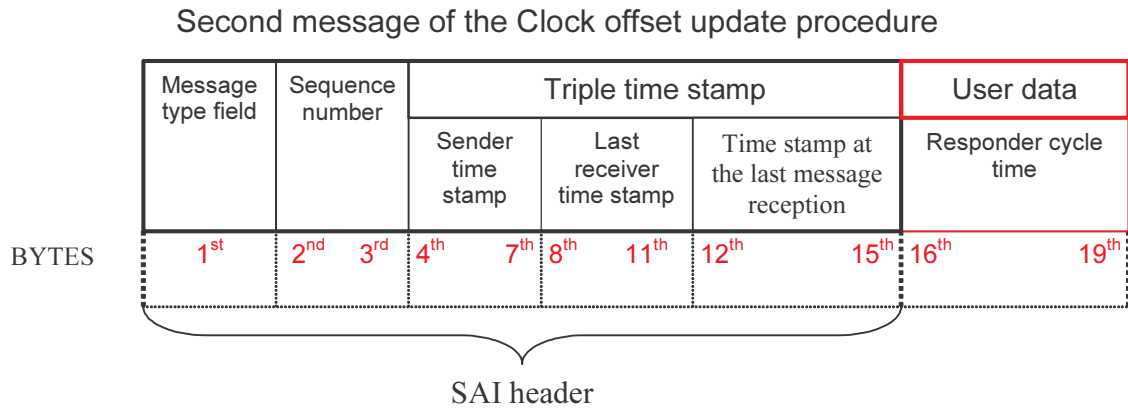 Second message of the Clock offset update procedure
Message type field
Sequence number
Triple time stamp
User data
Sender time stamp
Last receiver time stamp
Time stamp at the last message reception
Responder cycle time
BYTES
1st
2nd
3rd
4th
7th
8th
11th
12th
15th
16th
19th
SAI header